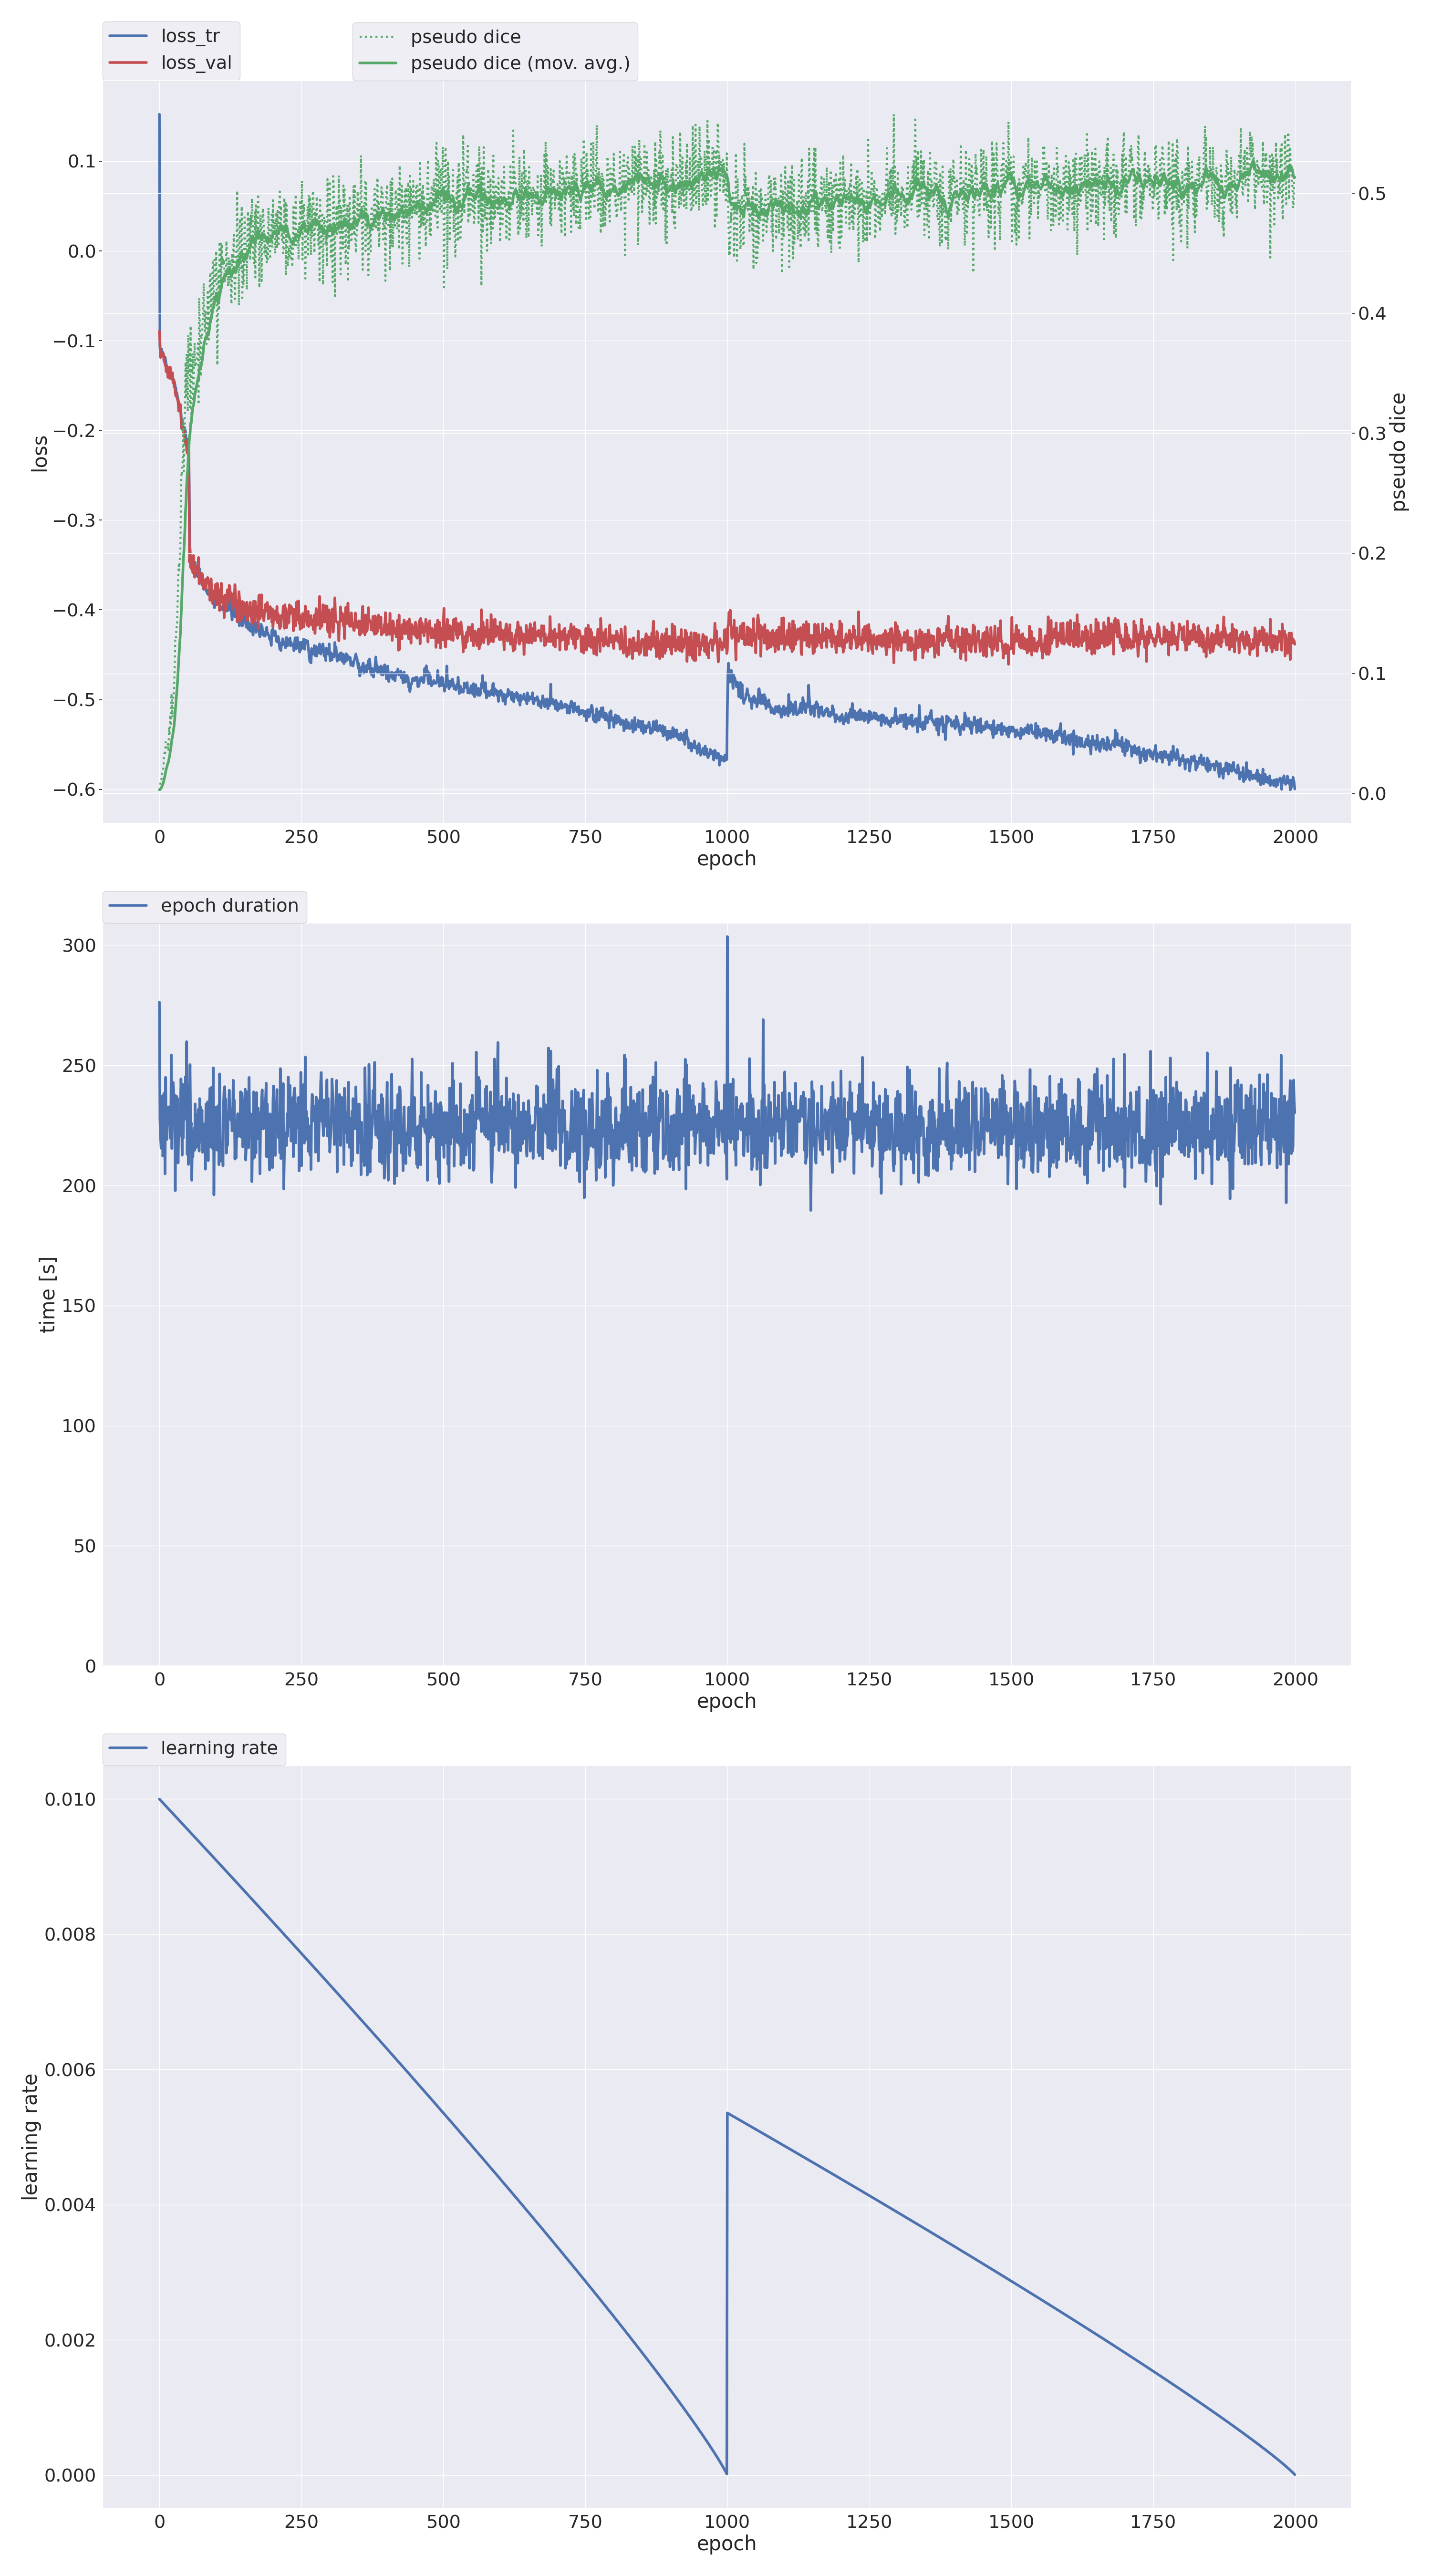 loss_tr
loss_val
pseudo dice
pseudo dice (mov. avg.)
0.1
0.0
−0.1
−0.2
−0.3
−0.4
−0.5
−0.6
loss
0.5
0.4
0.3
0.2
0.1
0.0
pseudo dice
0 250 500 750 1000 1250 1500 1750 2000
epoch
epoch duration
300
250
200
150
100
50
0
time [s]
0 250 500 750 1000 1250 1500 1750 2000
epoch
learning rate
0.010
0.008
0.006
0.004
0.002
0.000
learning rate
0 250 500 750 1000 1250 1500 1750 2000
epoch